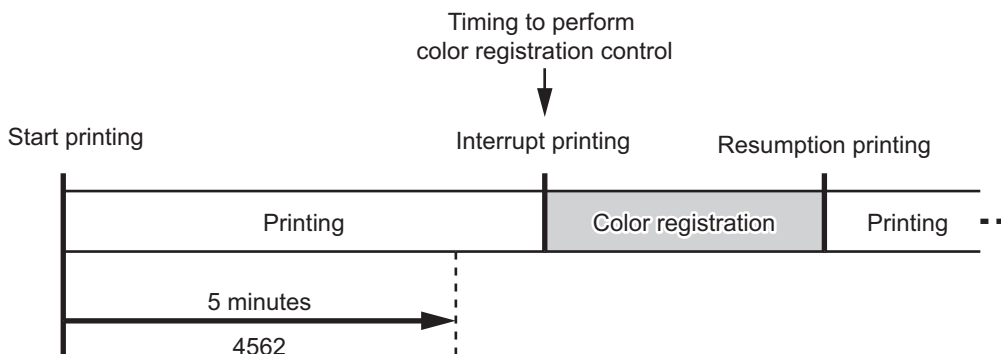 Timing to perform
color registration control
Start printing
Interrupt printing
Resumption printing
Printing
Color registration
Printing
5 minutes
4562